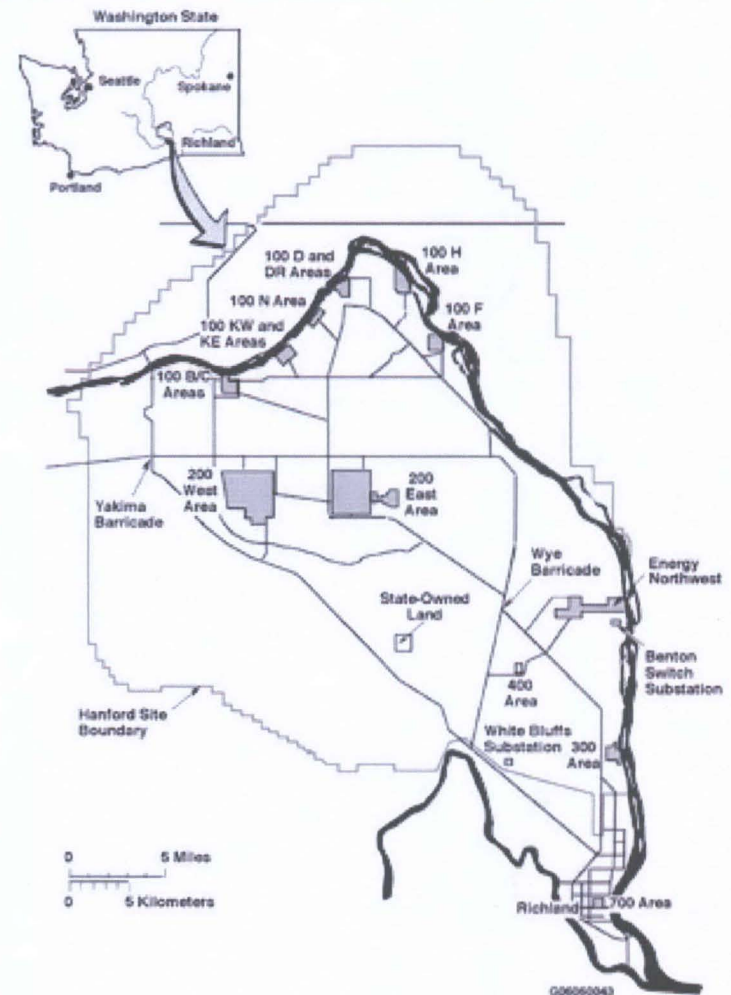 Washington State
Seattle
Spokane
Richland
Portland
100 D and
DR Areas
100 H
Area
100 N Area
100 F
Area
100 KW and
KE Areas
100 B/C
Areas
200
West
Area
200
East
Area
Yakima
Barricade
Wye
Barricade
Energy
Northwest
State-Owned
Land
Benton
Switch
Substation
400
Area
Hanford Site
Boundary
White Bluffs
Substation
300
Area
0 5 Miles
0 5 Kilometers
Richland
700 Area
G06060043